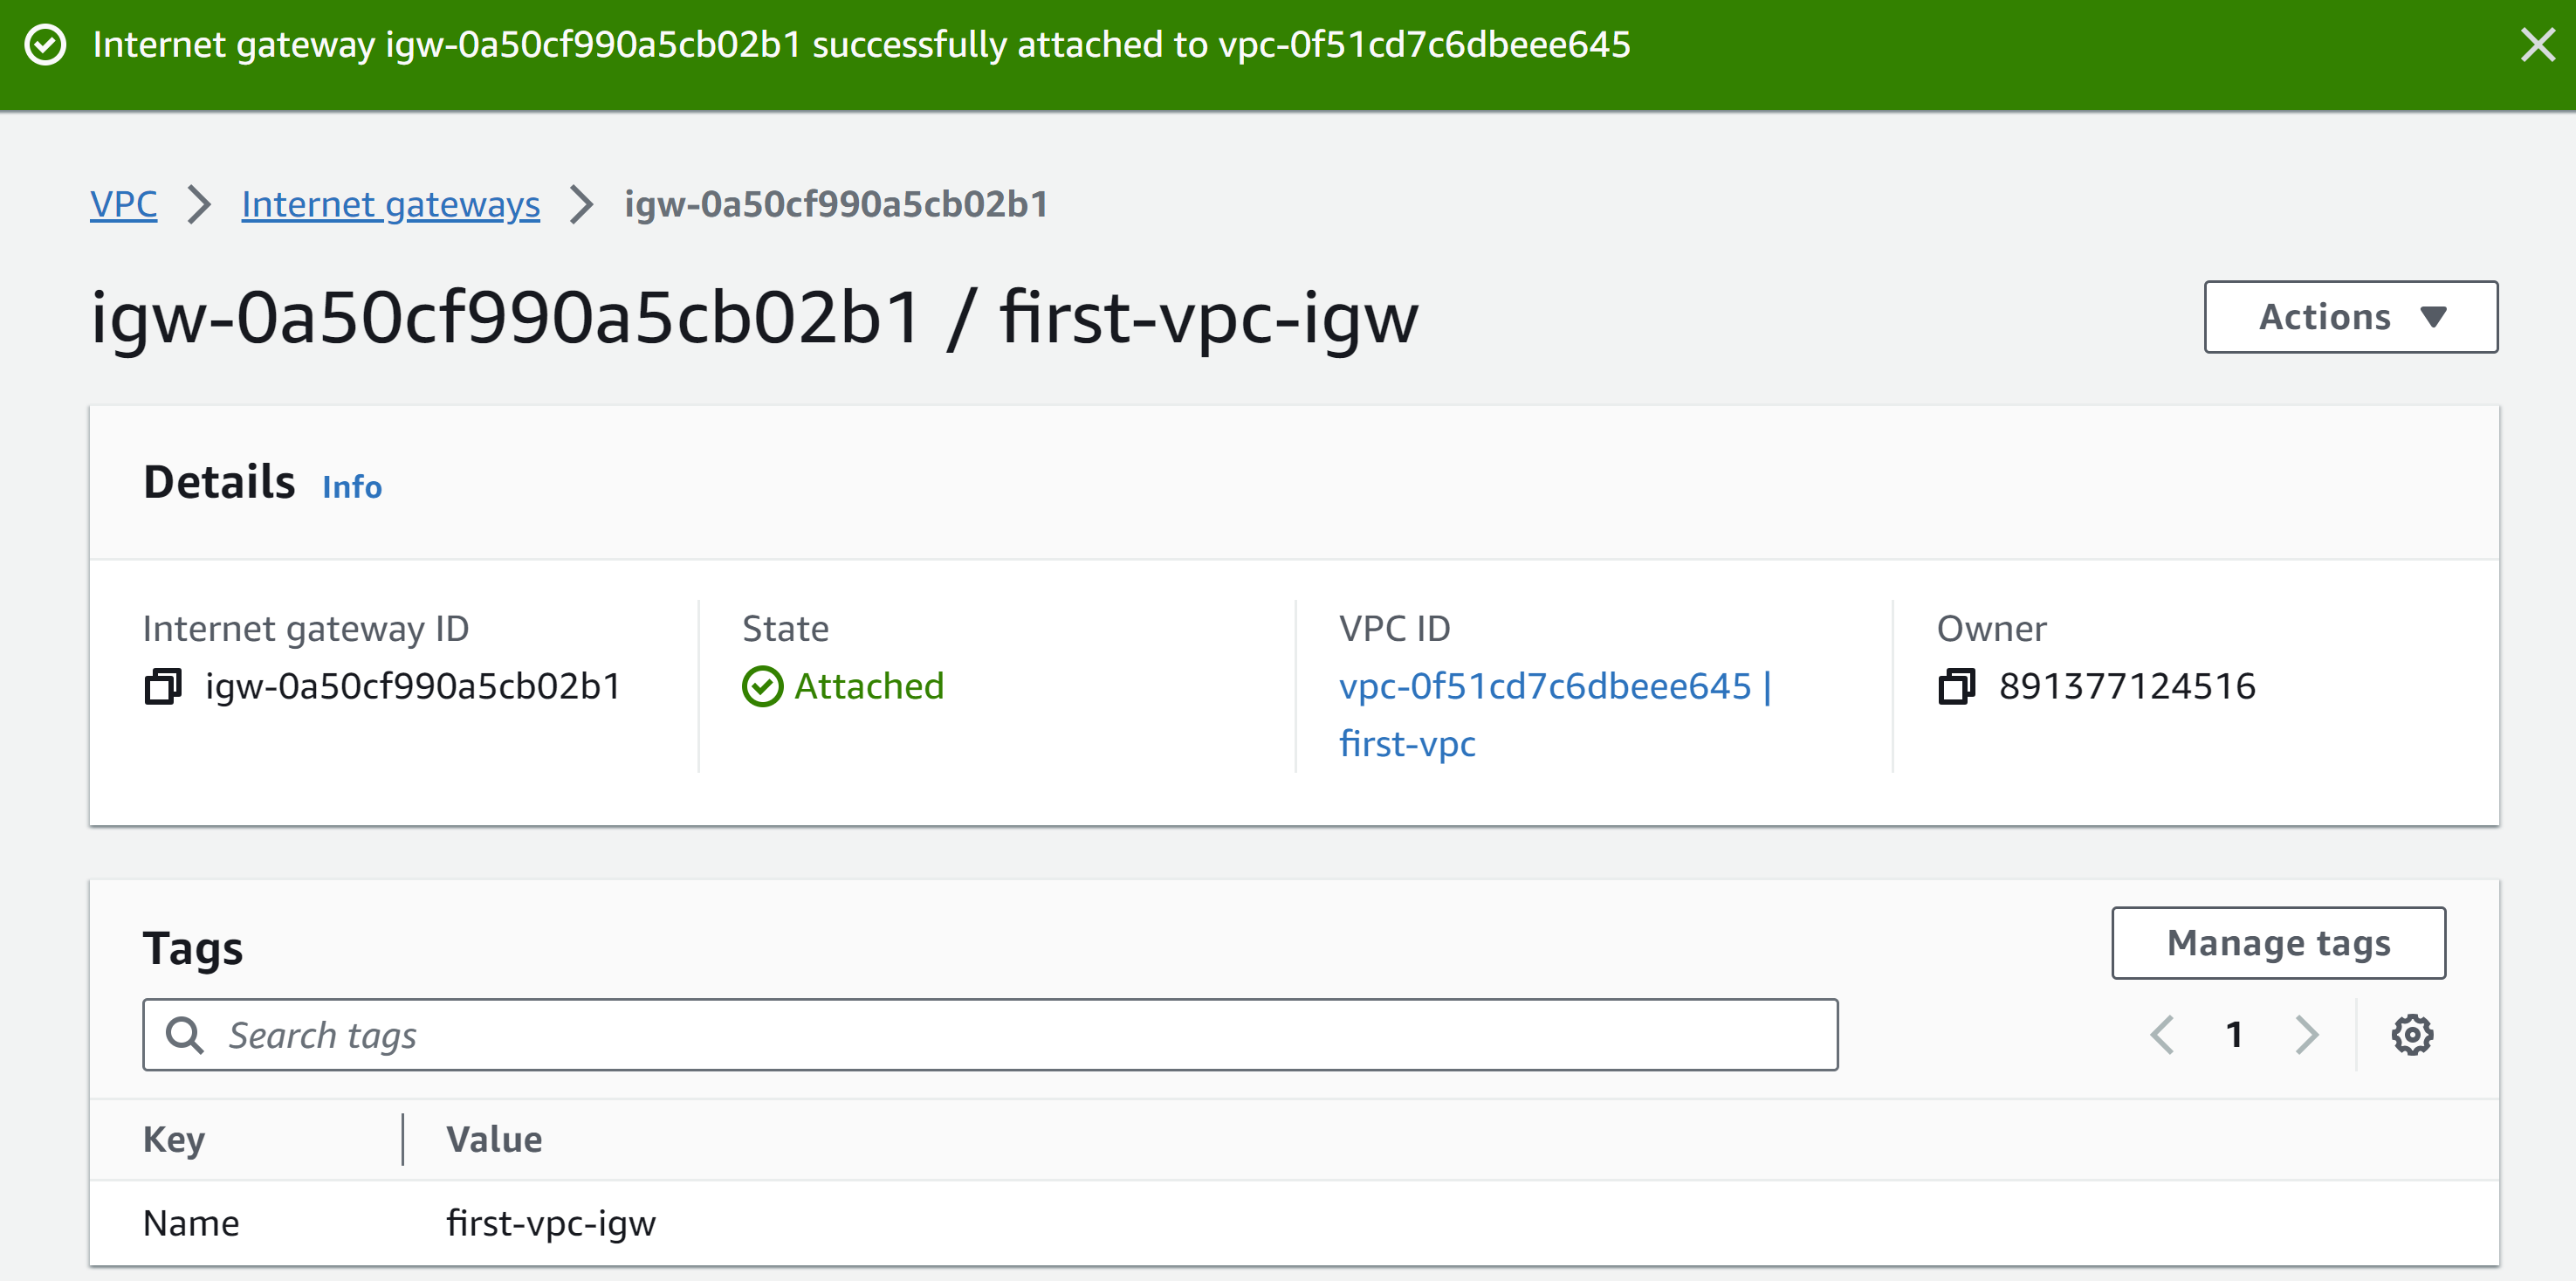 Internet gateway igw-0a50cf990a5cb02b1 successfully attached to vpc-0f51cd7c6dbeee645
VPC Internet gateways igw-0a50cf990a5cb02b1
igw-0a50cf990a5cb02b1 / first-vpc-igw
Actions
Details Info
Internet gateway ID
igw-0a50cf990a5cb02b1
State
Attached
VPC ID
vpc-0f51cd7c6dbeee645 |
first-vpc
Owner
891377124516
Tags
Manage tags
Search tags
1
Key Value
Name first-vpc-igw